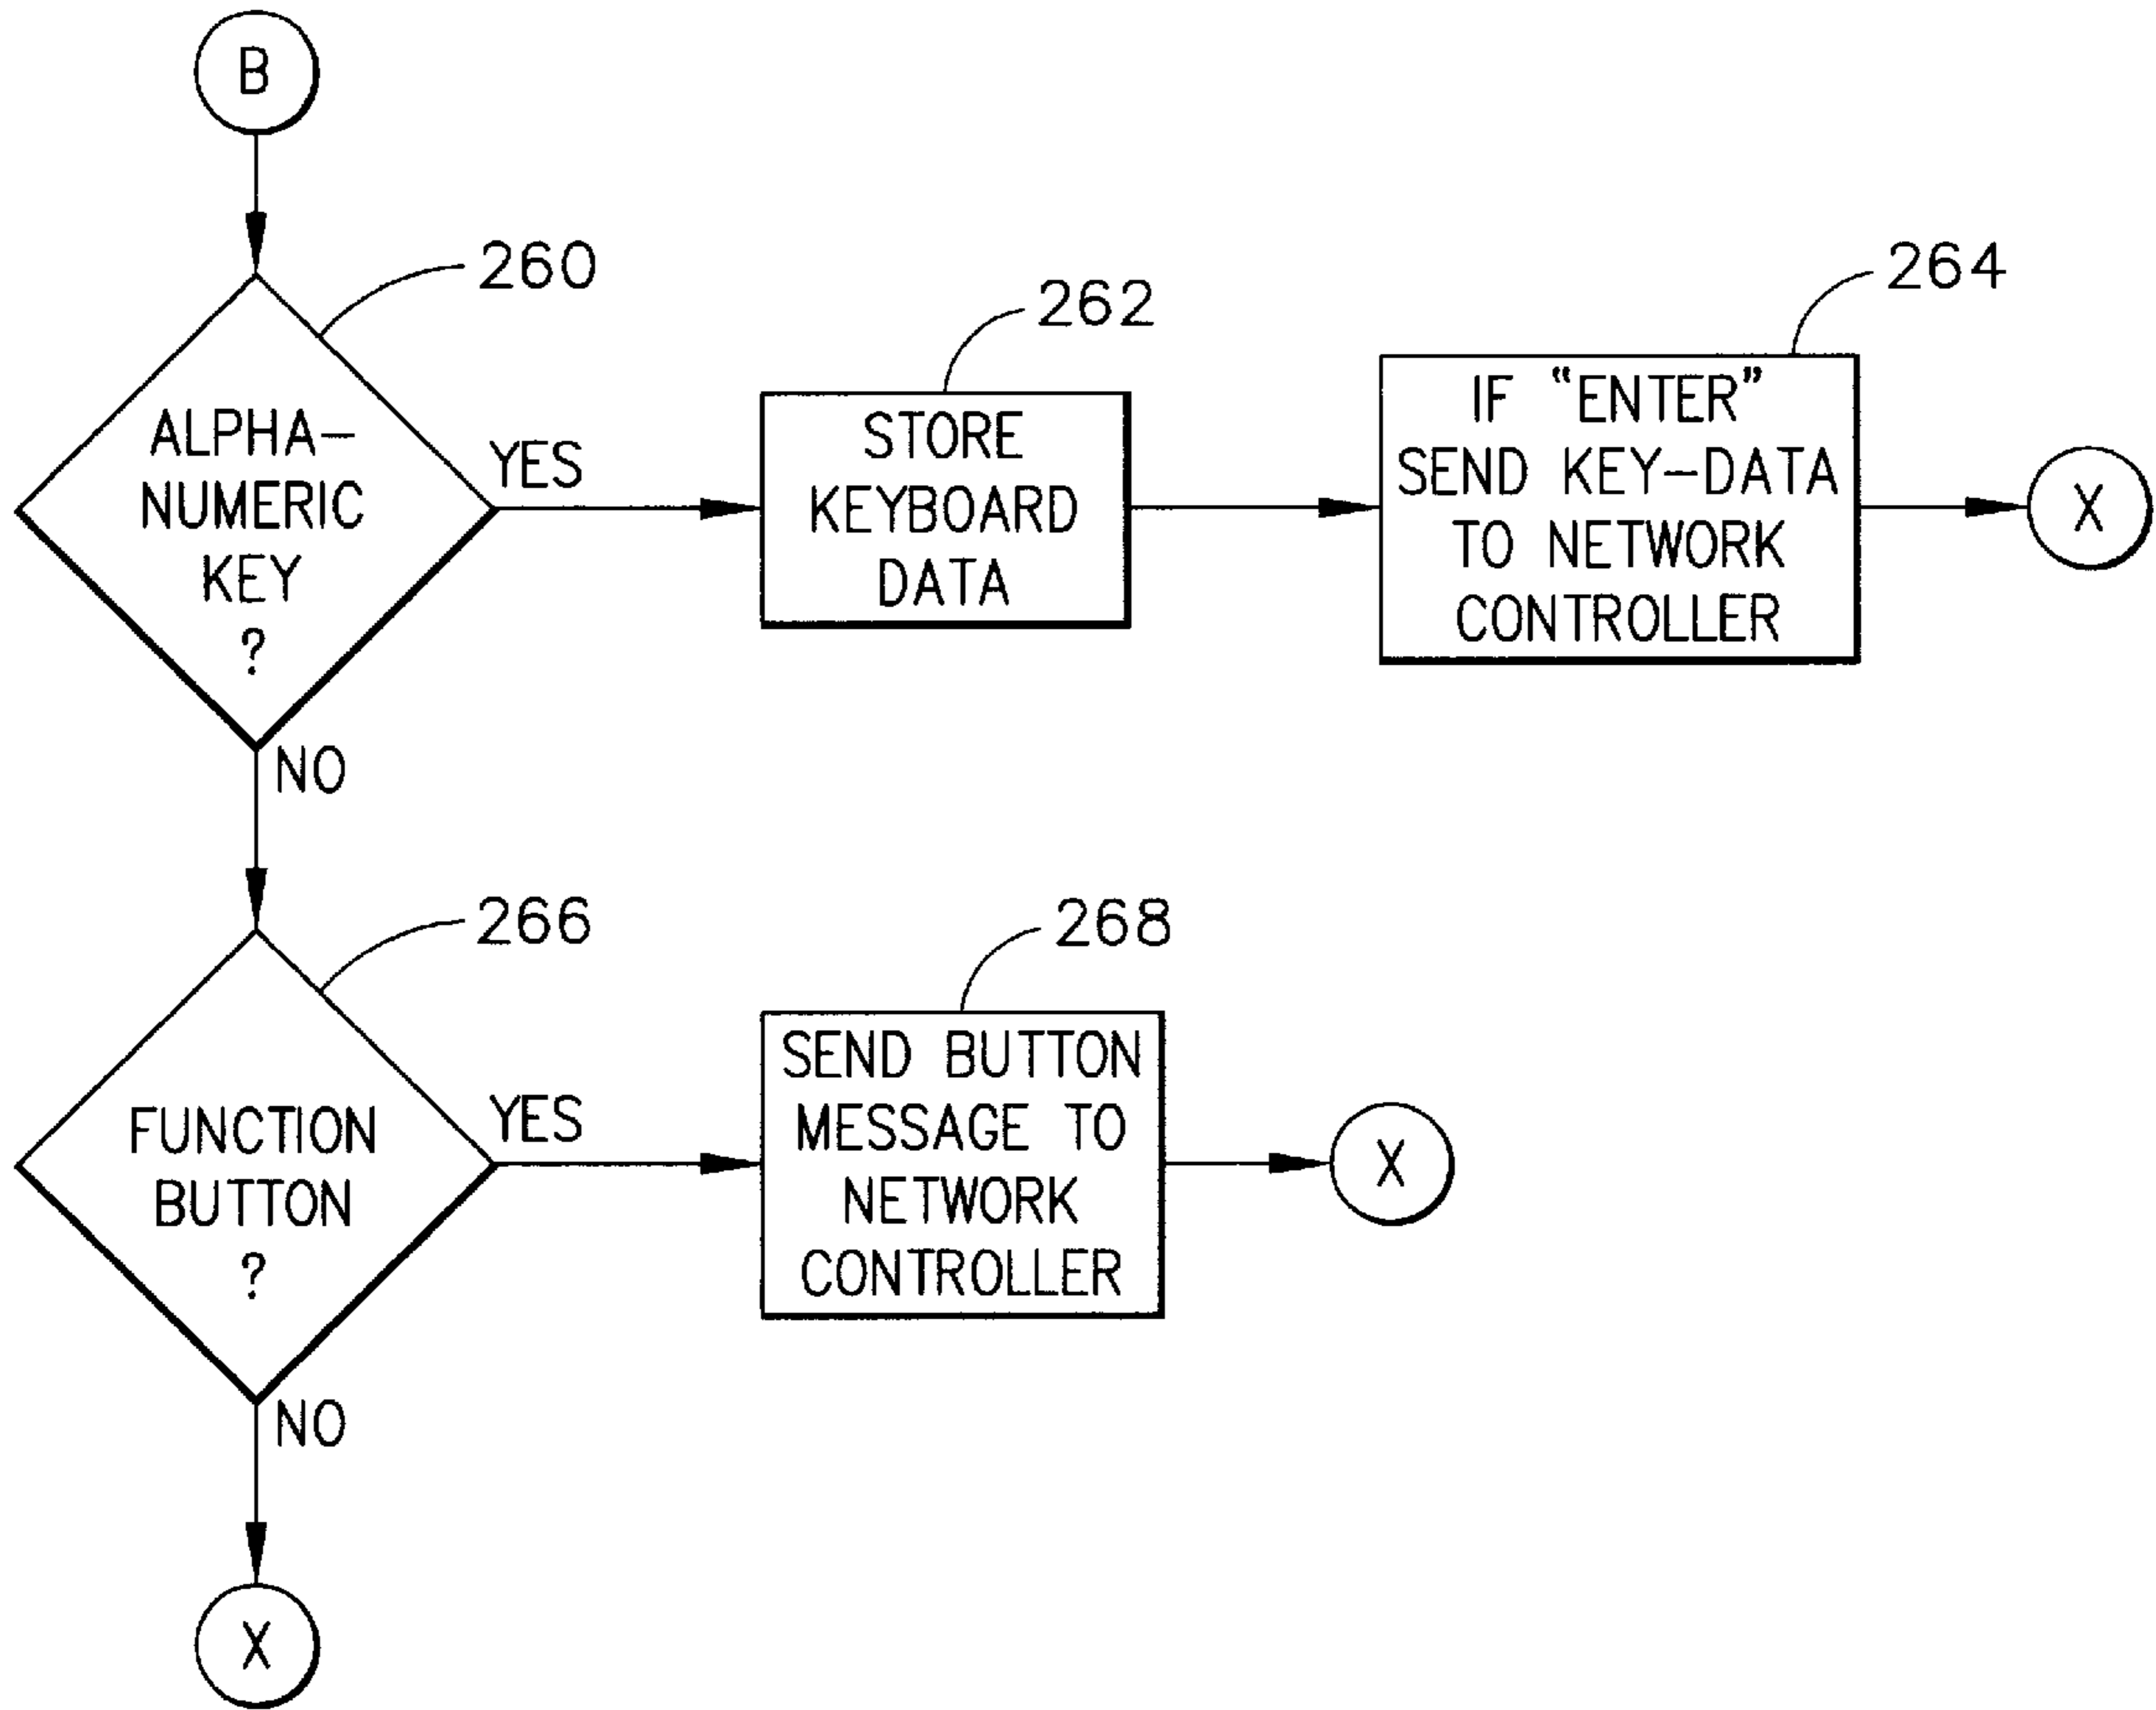 B
260
ALPHA-
NUMERIC
KEY
?
YES
262
STORE
KEYBOARD
DATA
264
IF “ENTER”
SEND KEY-DATA
TO NETWORK
CONTROLLER
X
NO
266
FUNCTION
BUTTON
?
YES
268
SEND BUTTON
MESSAGE TO
NETWORK
CONTROLLER
X
NO
X